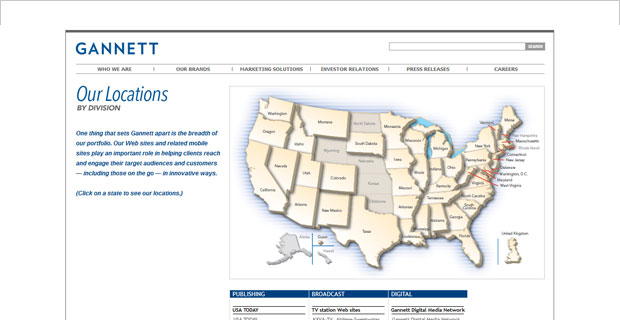 GANNETT
SEARCH
WHO WE ARE
OUR BRANDS
MARKETING SOLUTIONS
INVESTOR RELATIONS
PRESS RELEASES
CAREERS
Our Locations
BY DIVISION
One thing that sets Gannett apart is the breadth of
our portfolio. Our Web sites and related mobile
sites play an important role in helping clients reach
and engage their target audiences and customers
— including those on the go — in innovative ways.
(Click on a state to see our locations.)
Washington
Oregon
California
Nevada
Idaho
Montana
Wyoming
Utah
Arizona
Colorado
New Mexico
North Dakota
South Dakota
Nebraska
Kansas
Oklahoma
Texas
Minnesota
Iowa
Missouri
Arkansas
Louisiana
Wisconsin
Illinois
Michigan
Indiana
Ohio
Kentucky
Tennessee
Alabama
Georgia
Florida
South Carolina
North Carolina
Virginia
Pennsylvania
New York
Vermont
Maine
New Hampshire
Massachusetts
Rhode Island
Connecticut
New Jersey
Delaware
Washington, D.C.
Maryland
West Virginia
Alaska
Guam
Hawaii
United Kingdom
PUBLISHING
BROADCAST
DIGITAL
USA TODAY
TV station Web sites
Gannett Digital Media Network
USA TODAY
Gannett Digital Media Network